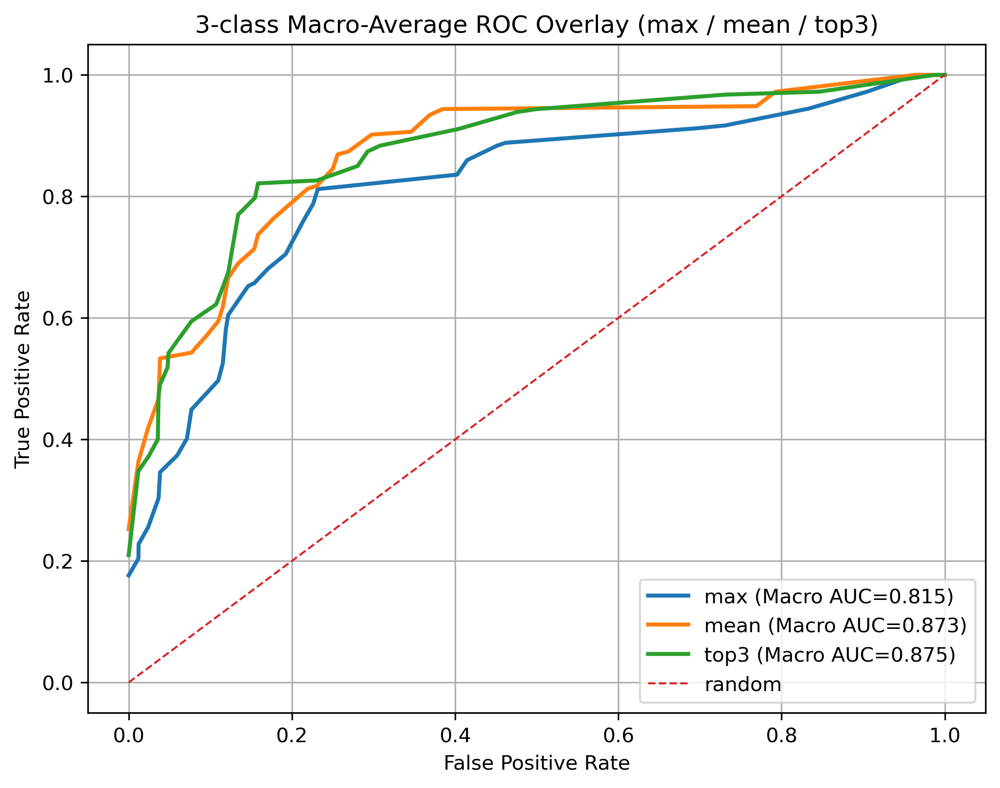 3-class Macro-Average ROC Overlay (max / mean / top3)
1.0
0.8
0.6
0.4
0.2
0.0
True Positive Rate
0.0 0.2 0.4 0.6 0.8 1.0
False Positive Rate
max (Macro AUC=0.815)
mean (Macro AUC=0.873)
top3 (Macro AUC=0.875)
random